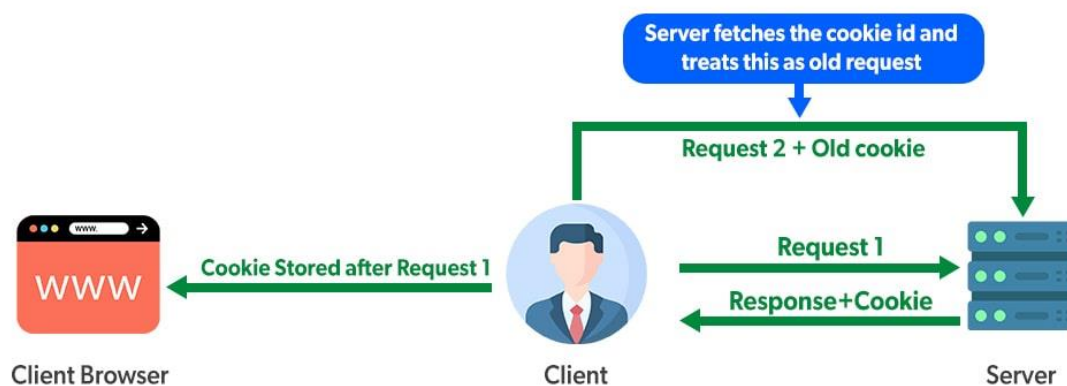 Server fetches the cookie id and
treats this as old request
Request 2 + Old cookie
www.
WWW
Cookie Stored after Request 1
Request 1
Response+Cookie
Client Browser
Client
Server